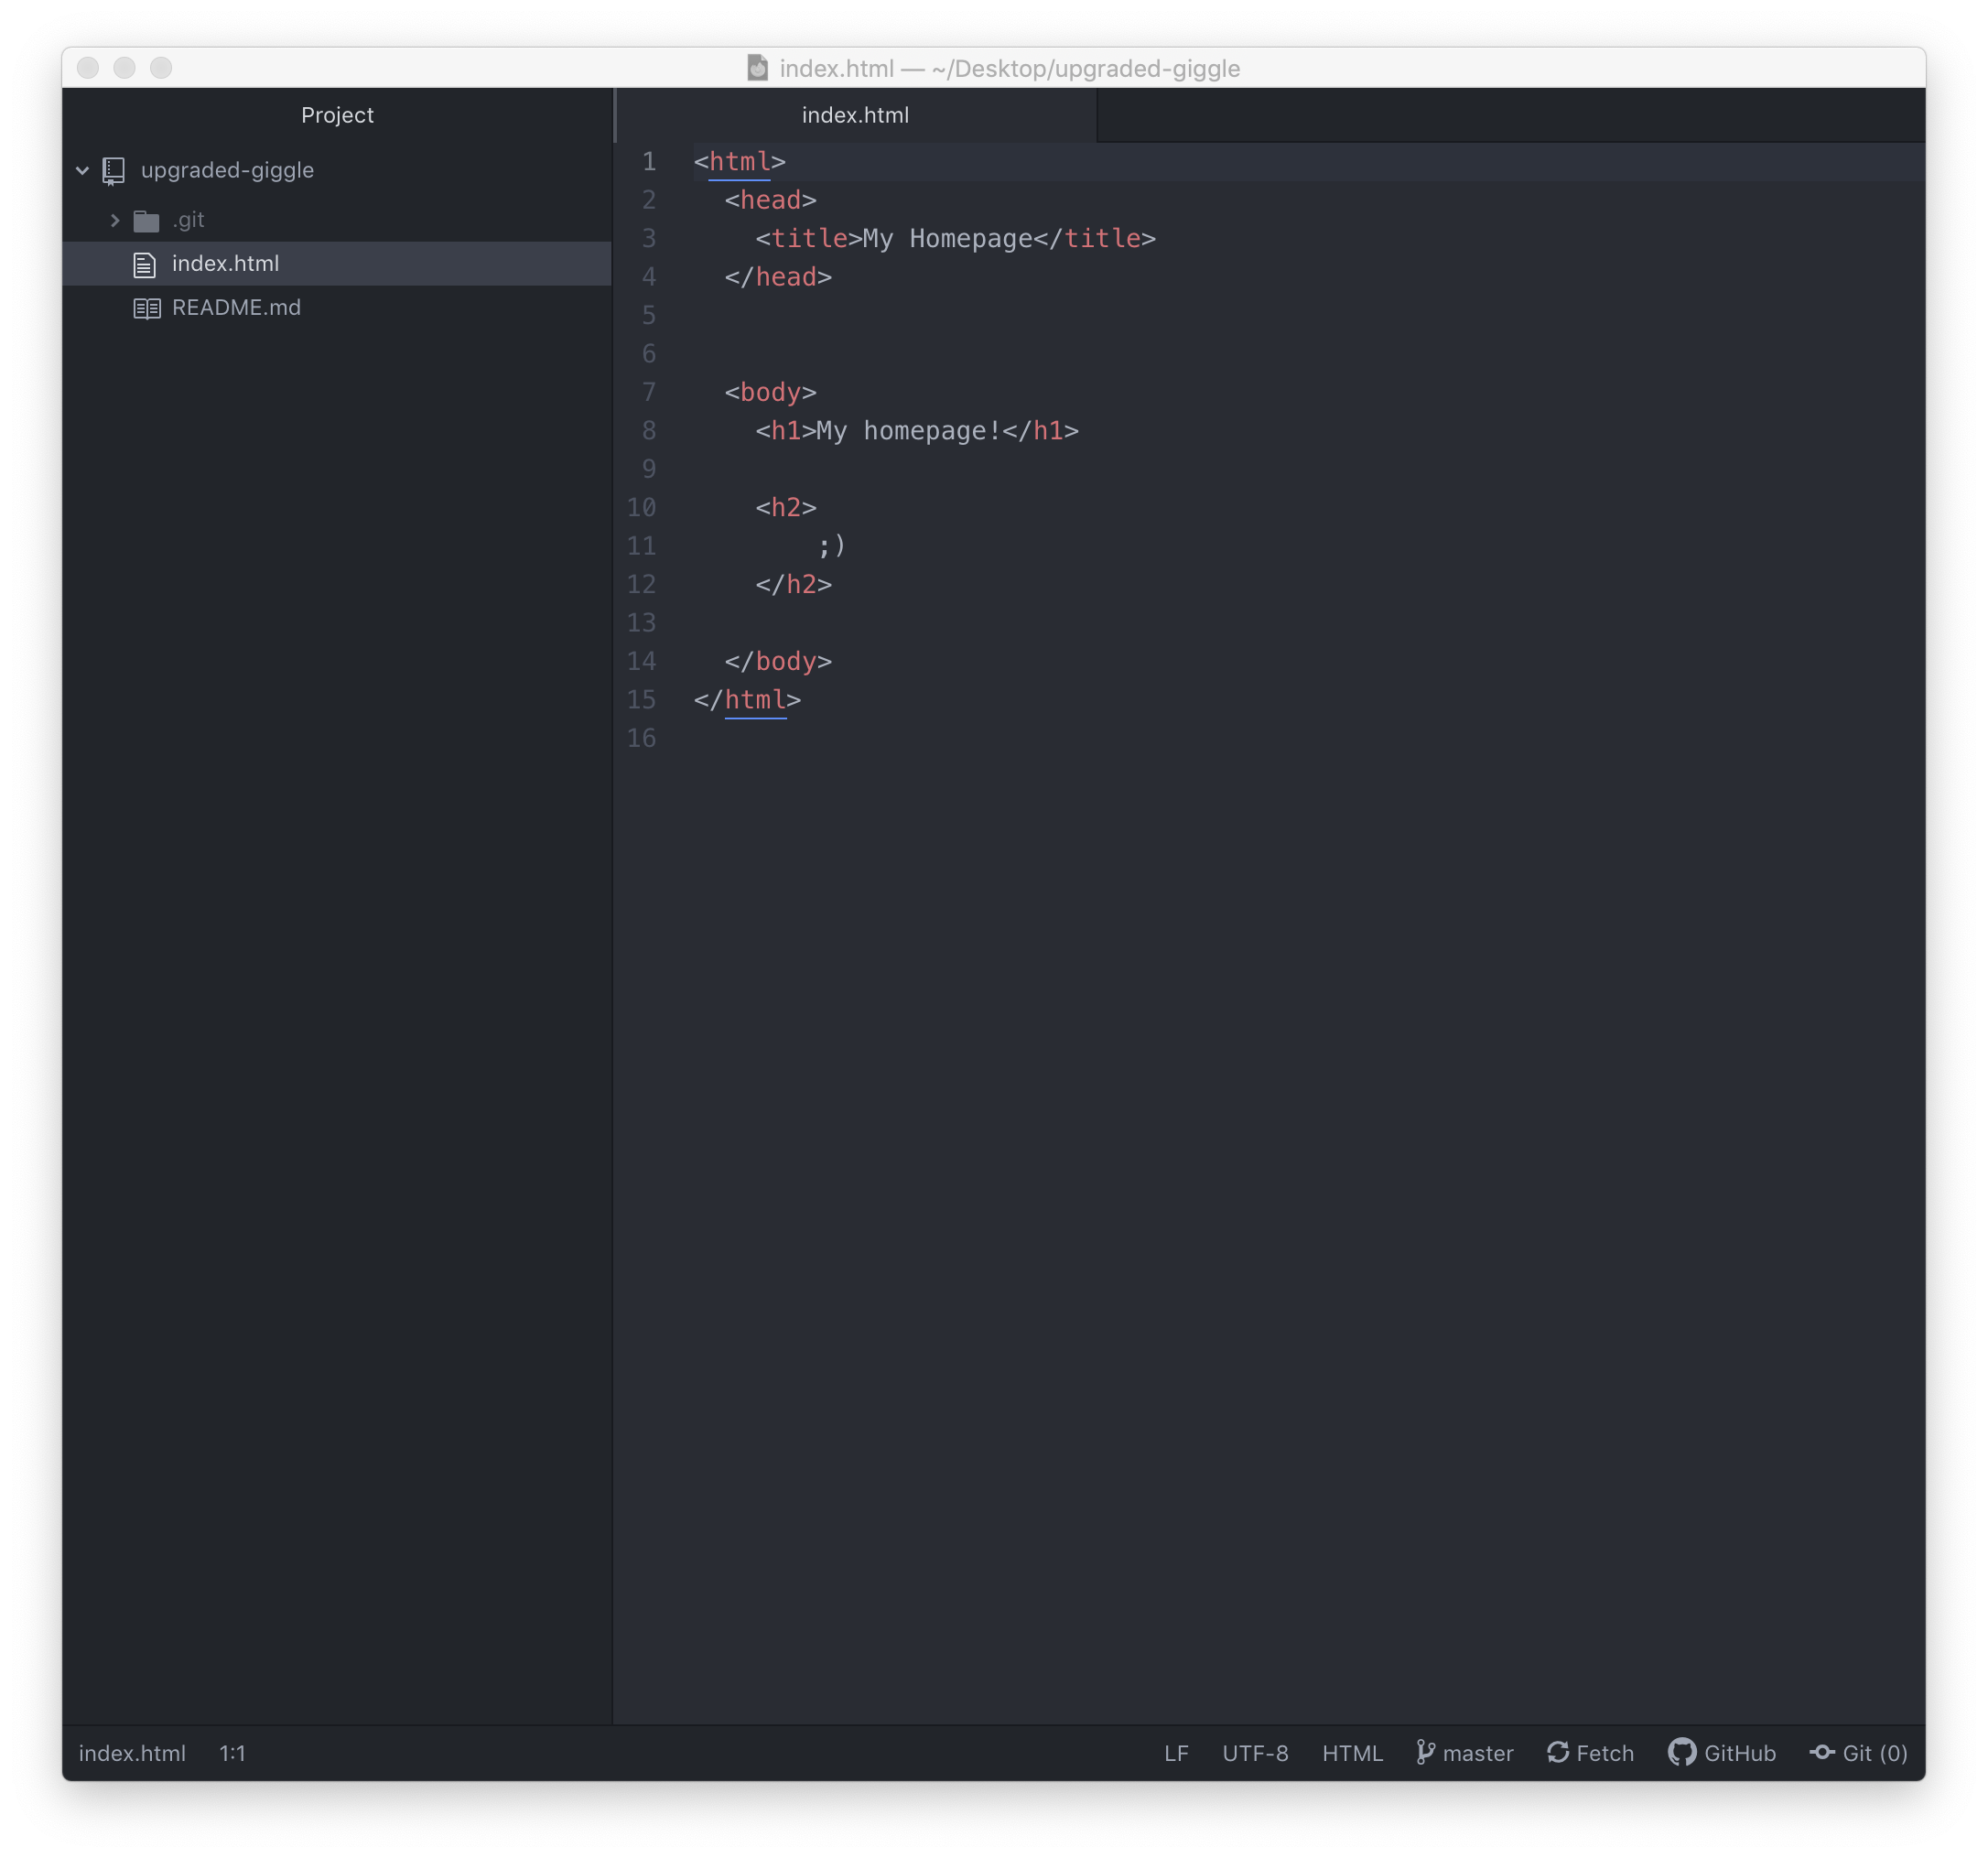 index.html — ~/Desktop/upgraded-giggle
Project
index.html
upgraded-giggle
.git
index.html
README.md
1 <html>
2   <head>
3     <title>My Homepage</title>
4   </head>
5
6
7   <body>
8     <h1>My homepage!</h1>
9
10     <h2>
11         ;)
12     </h2>
13
14   </body>
15 </html>
16
index.html 1:1 LF UTF-8 HTML master Fetch GitHub Git (0)